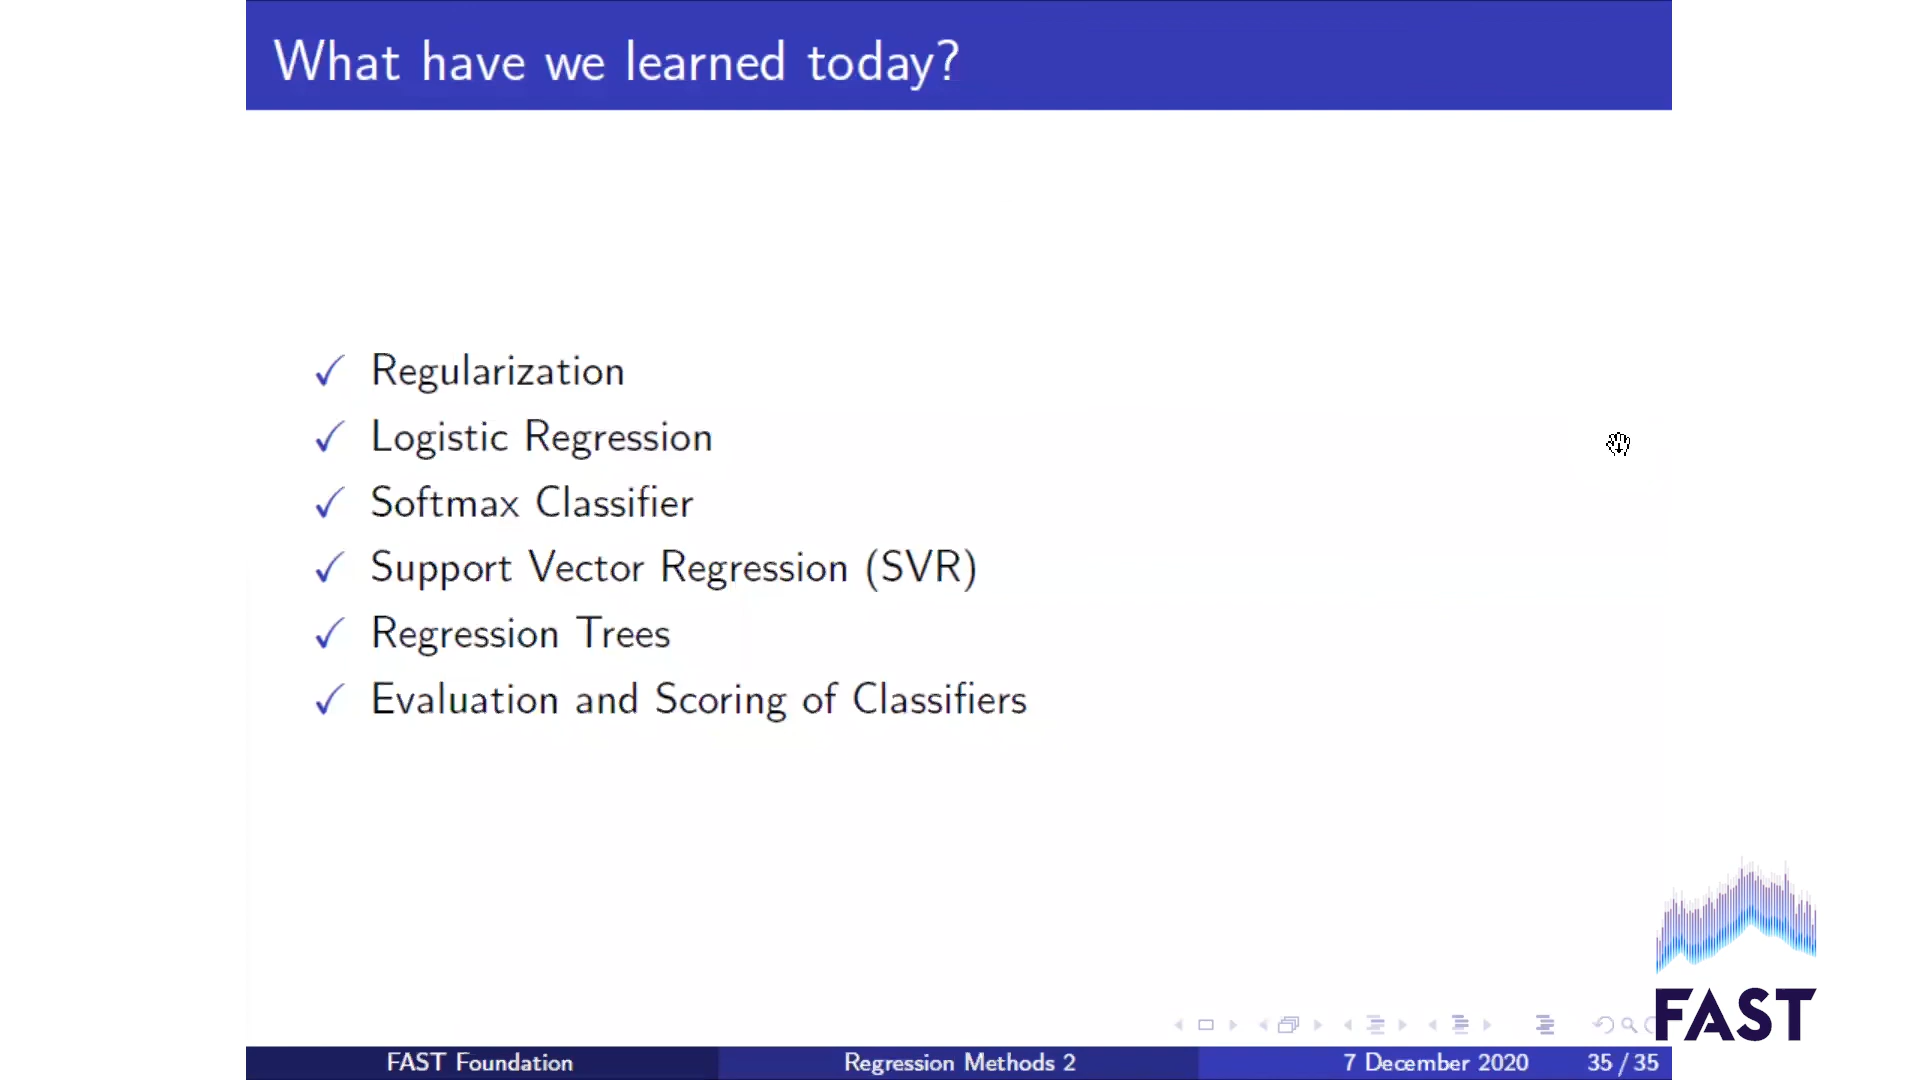 What have we learned today?
✓ Regularization
✓ Logistic Regression
✓ Softmax Classifier
✓ Support Vector Regression (SVR)
✓ Regression Trees
✓ Evaluation and Scoring of Classifiers
FAST
FAST Foundation Regression Methods 2 7 December 2020 35 / 35